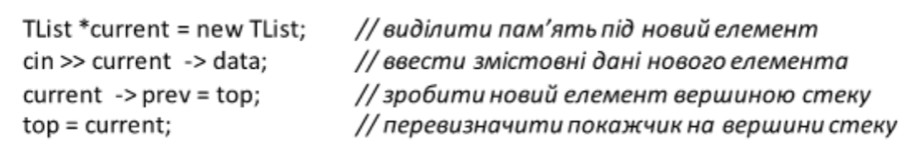 TList *current = new TList; // виділити пам’ять під новий елемент
cin >> current -> data; // ввести змістовні дані нового елемента
current -> prev = top; // зробити новий елемент вершиною стеку
top = current; // перевизначити покажчик на вершини стеку